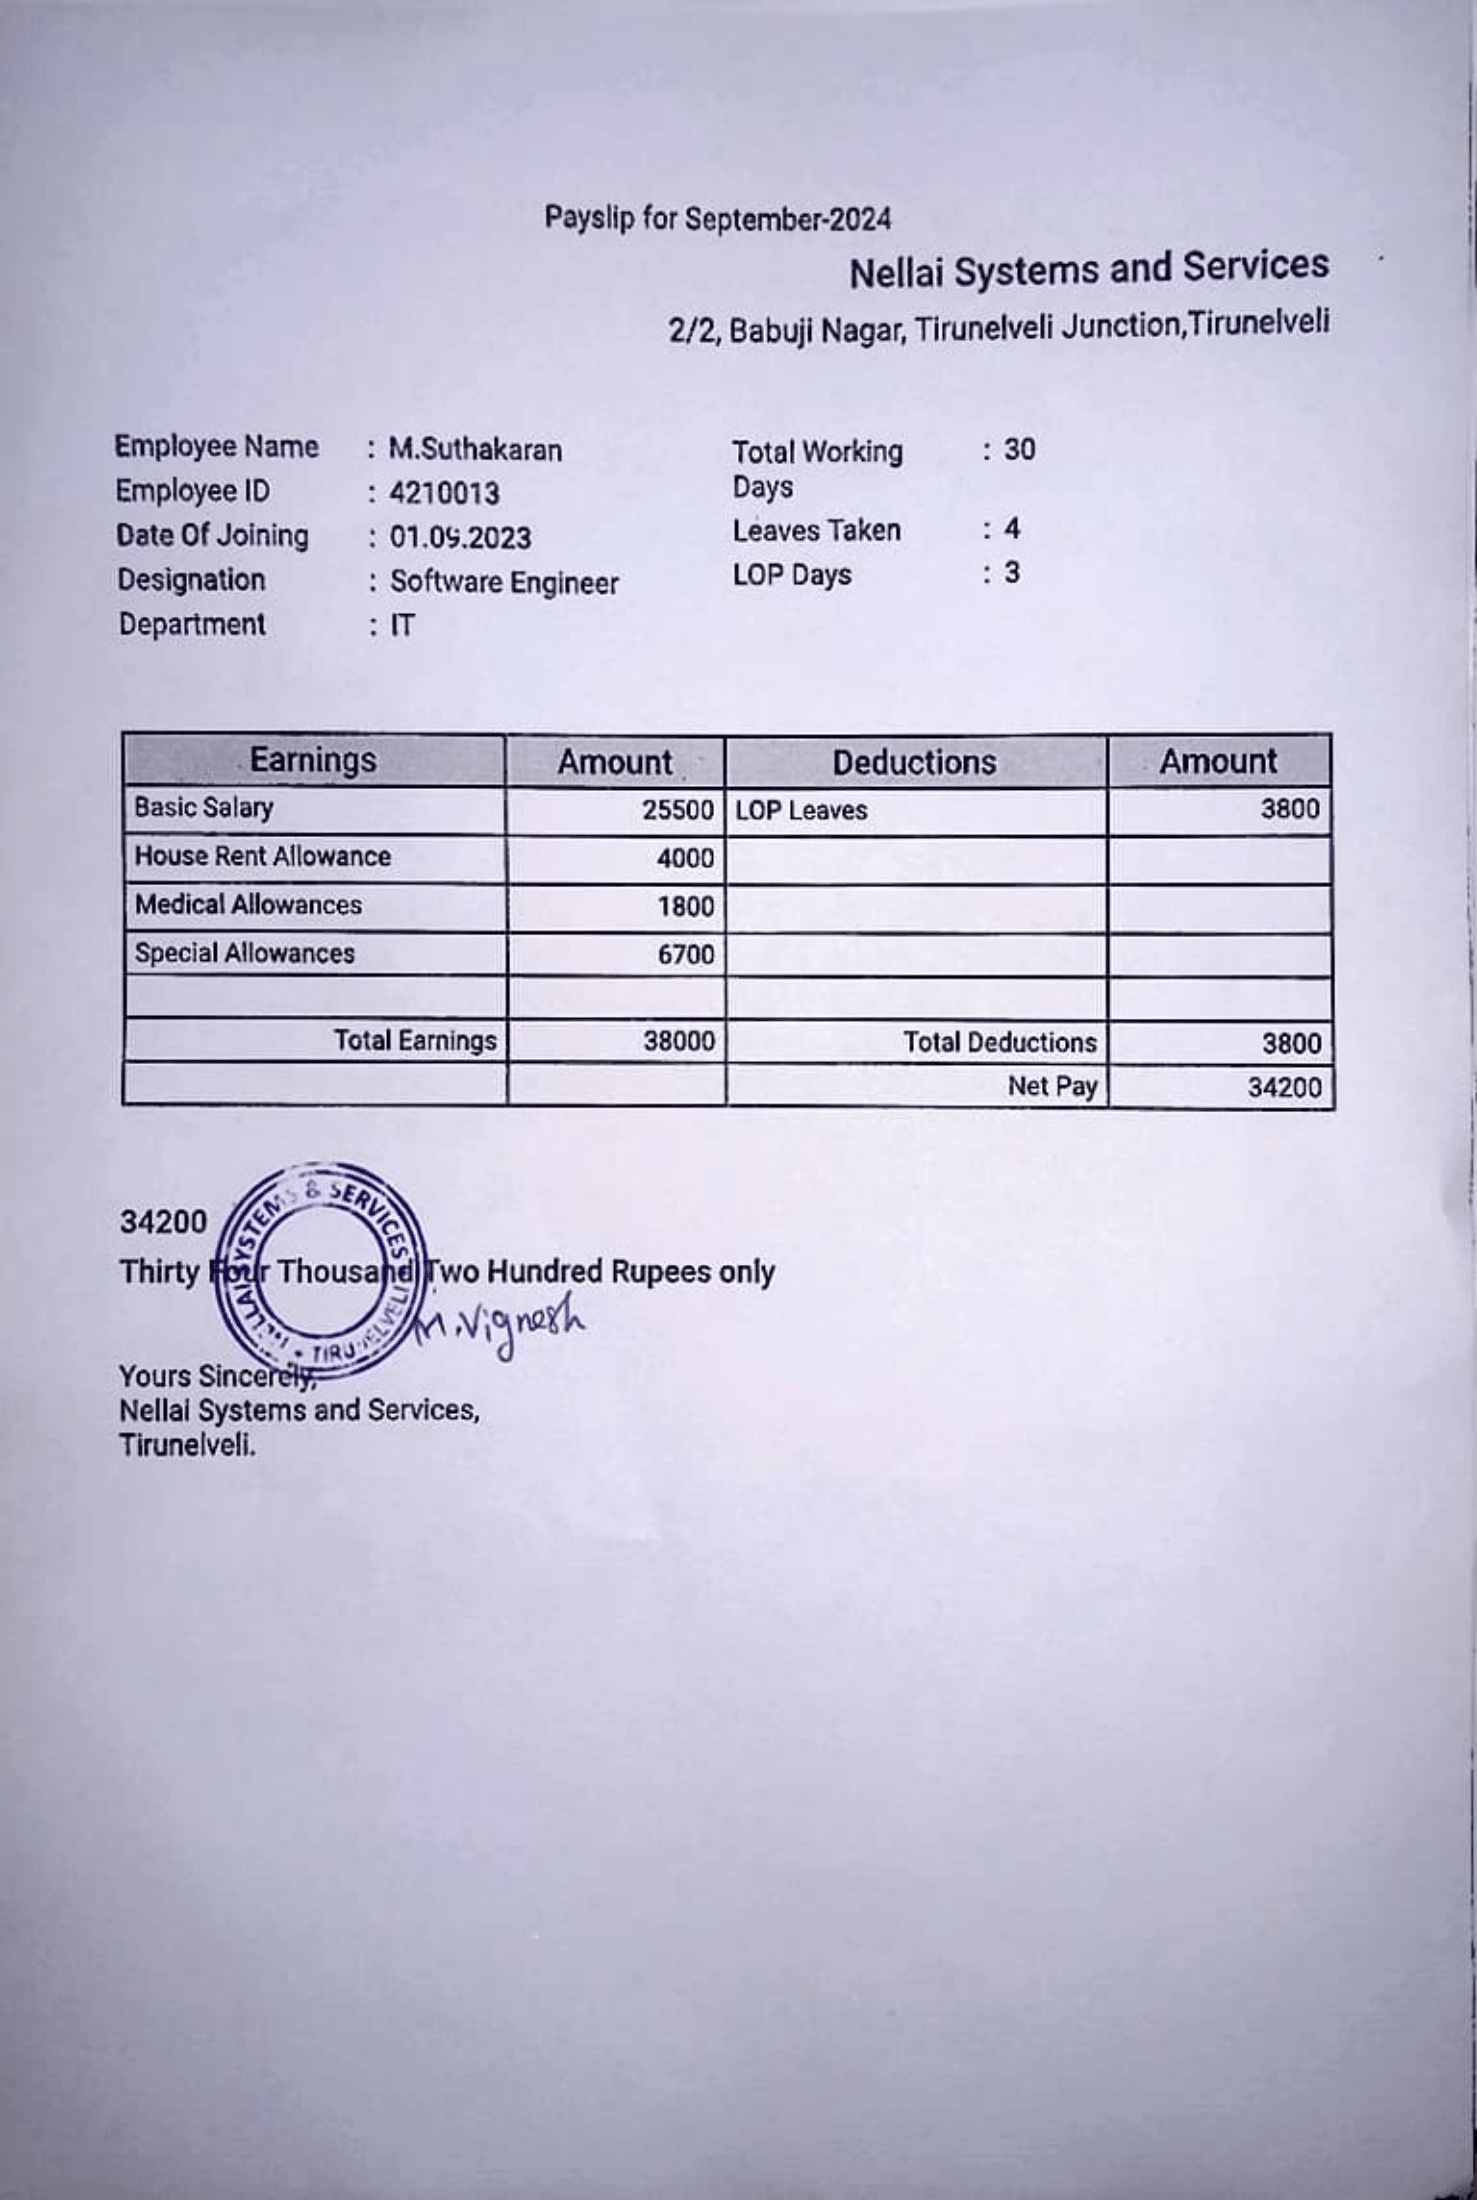 Payslip for September-2024
Nellai Systems and Services
2/2, Babuji Nagar, Tirunelveli Junction,Tirunelveli
Employee Name : M.Suthakaran
Employee ID : 4210013
Date Of Joining : 01.09.2023
Designation : Software Engineer
Department : IT
Total Working Days : 30
Leaves Taken : 4
LOP Days : 3
Earnings Amount Deductions Amount
Basic Salary 25500 LOP Leaves 3800
House Rent Allowance 4000
Medical Allowances 1800
Special Allowances 6700
Total Earnings 38000 Total Deductions 3800
Net Pay 34200
34200
Thirty Four Thousand Two Hundred Rupees only
NELLAI SYSTEMS & SERVICES • TIRUNELVELI
M.Vignesh
Yours Sincerely,
Nellai Systems and Services,
Tirunelveli.